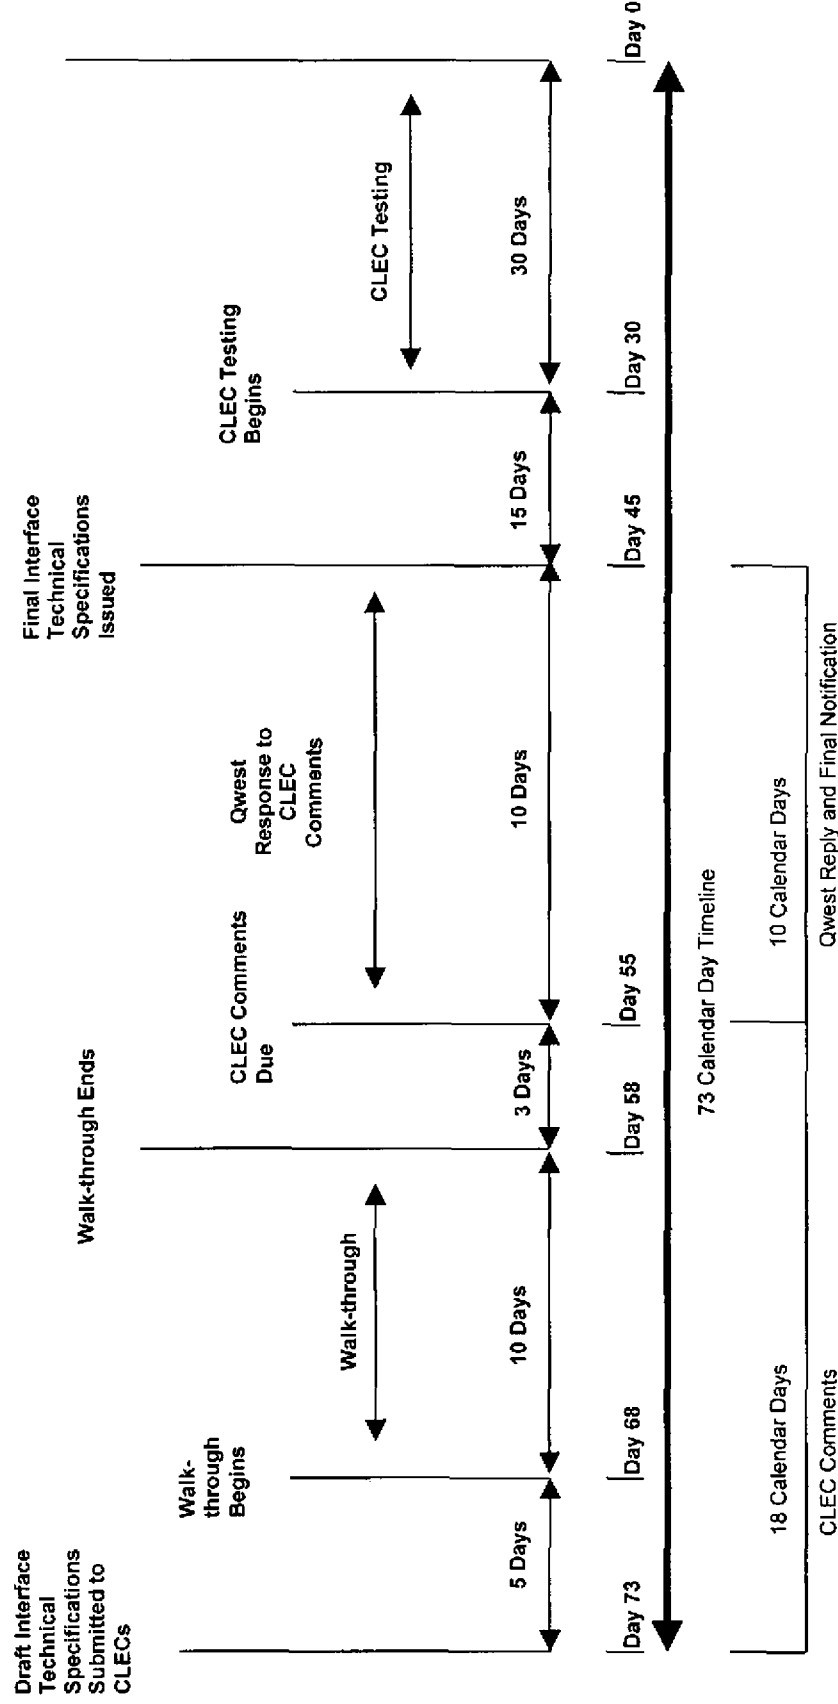 Draft Interface
Technical
Specifications
Submitted to
CLECs
Walk-
through
Begins
Walk-through
Walk-through Ends
CLEC Comments
Due
Qwest
Response to
CLEC
Comments
Final Interface
Technical
Specifications
Issued
CLEC Testing
Begins
CLEC Testing
5 Days
10 Days
3 Days
10 Days
15 Days
30 Days
Day 73
Day 68
Day 58
Day 55
Day 45
Day 30
Day 0
73 Calendar Day Timeline
18 Calendar Days
10 Calendar Days
CLEC Comments
Qwest Reply and Final Notification